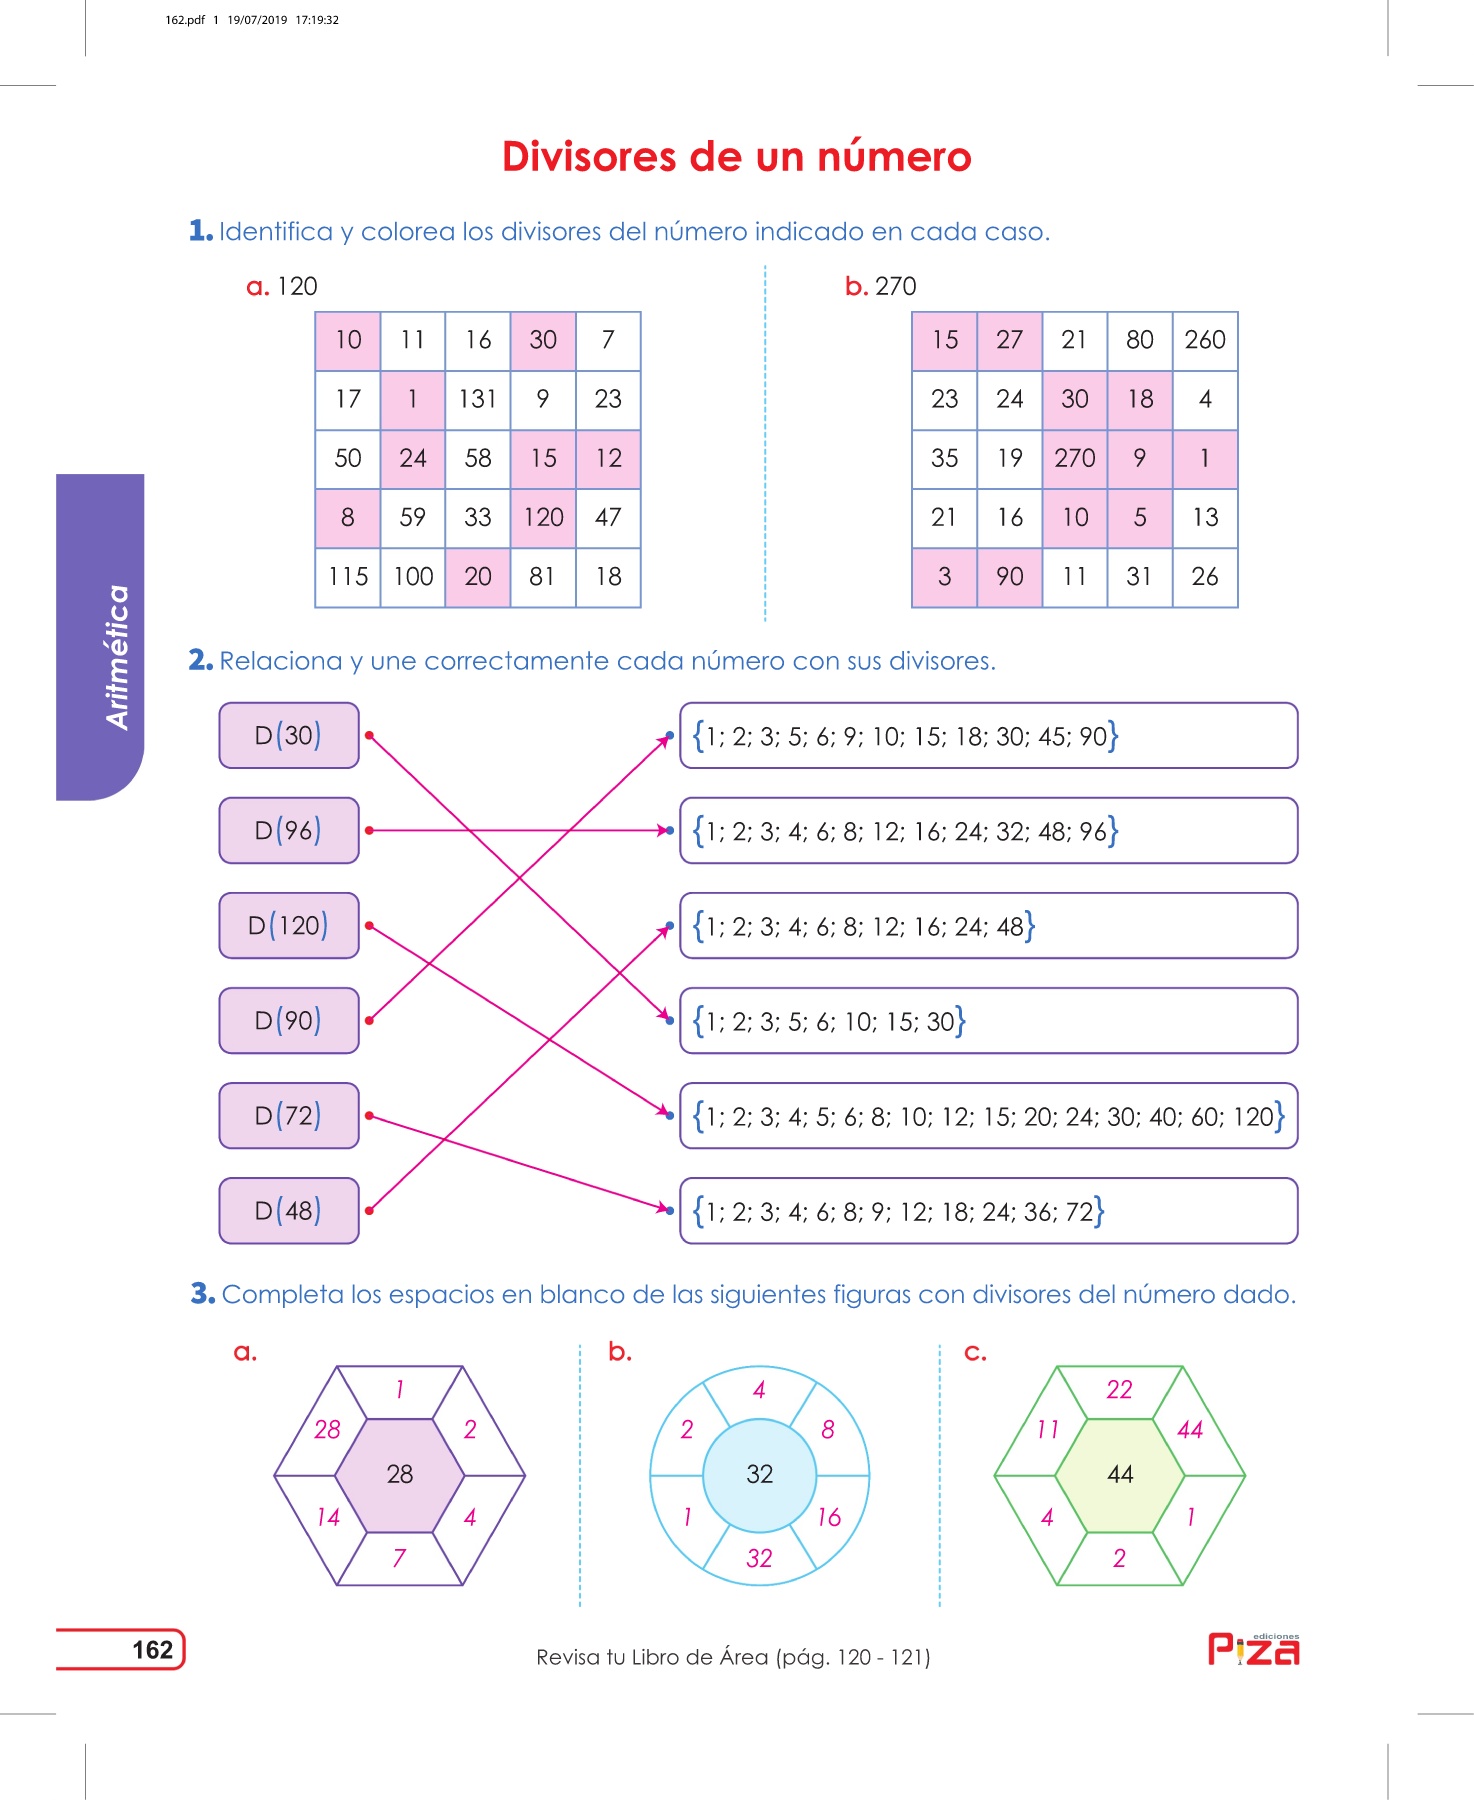 162.pdf 1 19/07/2019 17:19:32
Divisores de un número
1. Identifica y colorea los divisores del número indicado en cada caso.
a. 120
10 11 16 30 7
17 1 131 9 23
50 24 58 15 12
8 59 33 120 47
115 100 20 81 18
b. 270
15 27 21 80 260
23 24 30 18 4
35 19 270 9 1
21 16 10 5 13
3 90 11 31 26
Aritmética
2. Relaciona y une correctamente cada número con sus divisores.
D(30)
{1; 2; 3; 5; 6; 9; 10; 15; 18; 30; 45; 90}
D(96)
{1; 2; 3; 4; 6; 8; 12; 16; 24; 32; 48; 96}
D(120)
{1; 2; 3; 4; 6; 8; 12; 16; 24; 48}
D(90)
{1; 2; 3; 5; 6; 10; 15; 30}
D(72)
{1; 2; 3; 4; 5; 6; 8; 10; 12; 15; 20; 24; 30; 40; 60; 120}
D(48)
{1; 2; 3; 4; 6; 8; 9; 12; 18; 24; 36; 72}
3. Completa los espacios en blanco de las siguientes figuras con divisores del número dado.
a.
1
28 2
28
14 4
7
b.
4
2 8
32
1 16
32
c.
22
11 44
44
4 1
2
162
Revisa tu Libro de Área (pág. 120 - 121)
ediciones
Piza